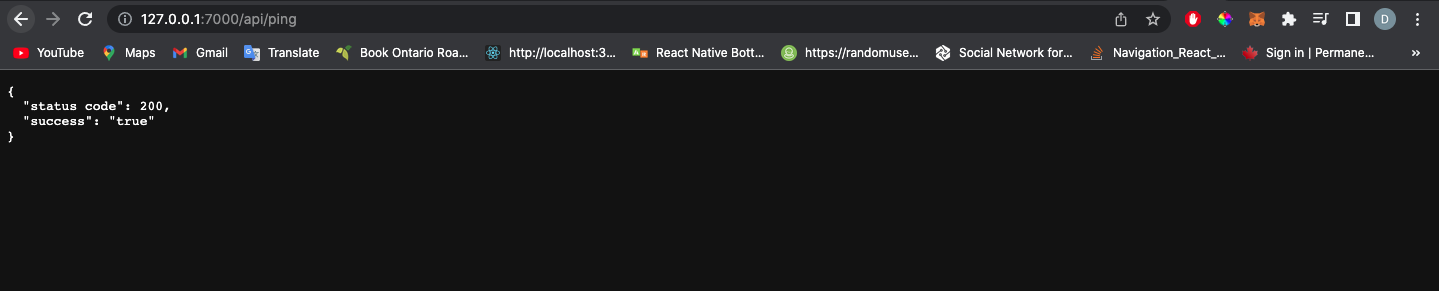 127.0.0.1:7000/api/ping
D
YouTube Maps Gmail Translate Book Ontario Roa... http://localhost:3... React Native Bott... https://randomuse... Social Network for... Navigation_React_... Sign in | Permane... »
{
"status code": 200,
"success": "true"
}